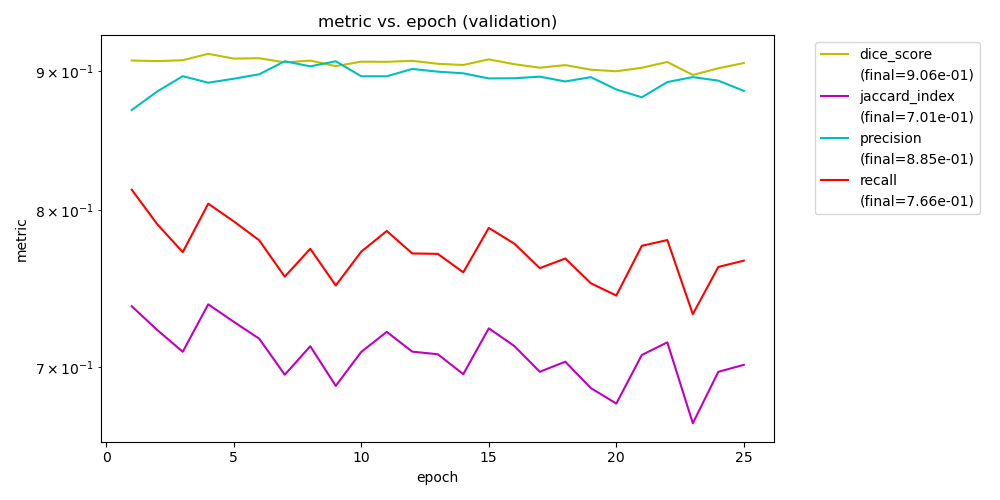 metric vs. epoch (validation)
9 × 10⁻¹
8 × 10⁻¹
7 × 10⁻¹
metric
0 5 10 15 20 25
epoch
dice_score
(final=9.06e-01)
jaccard_index
(final=7.01e-01)
precision
(final=8.85e-01)
recall
(final=7.66e-01)